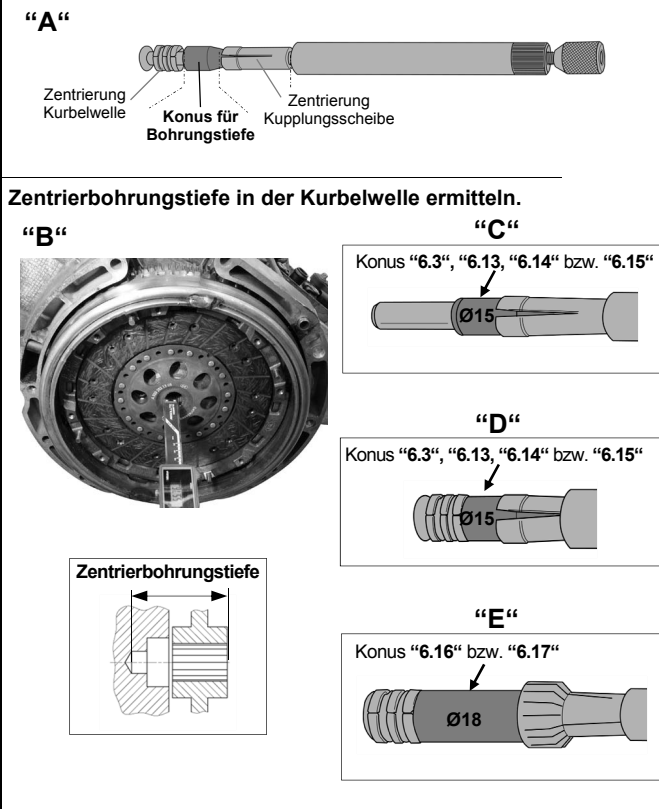 “A“
Zentrierung
Kurbelwelle
Konus für
Bohrungstiefe
Zentrierung
Kupplungsscheibe
Zentrierbohrungstiefe in der Kurbelwelle ermitteln.
“B“
“C“
Konus “6.3“, “6.13, “6.14“ bzw. “6.15“
Ø15
“D“
Konus “6.3“, “6.13, “6.14“ bzw. “6.15“
Ø15
Zentrierbohrungstiefe
“E“
Konus “6.16“ bzw. “6.17“
Ø18